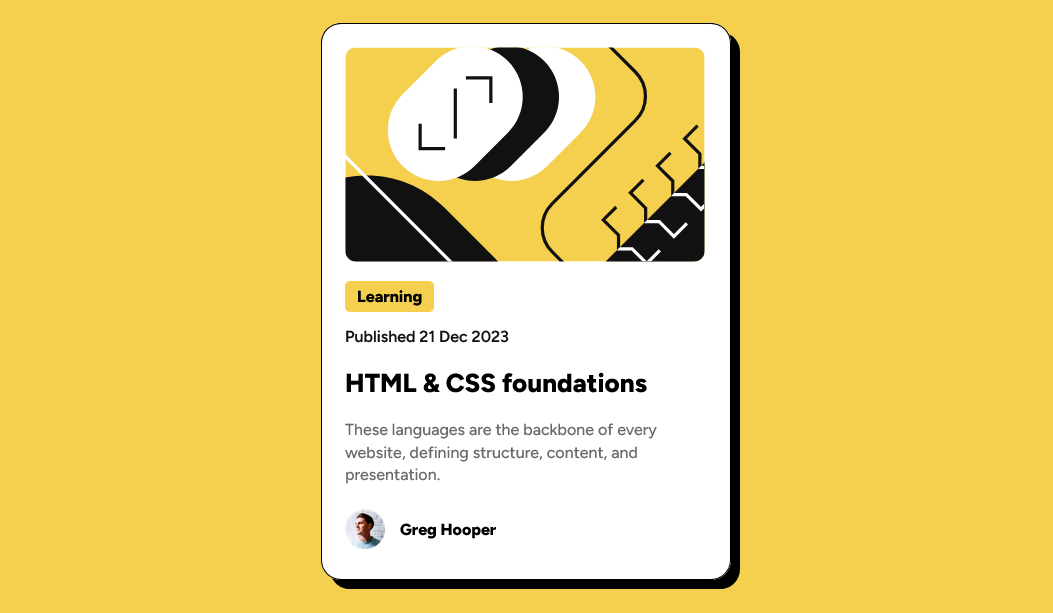 Learning
Published 21 Dec 2023
HTML & CSS foundations
These languages are the backbone of every
website, defining structure, content, and
presentation.
Greg Hooper